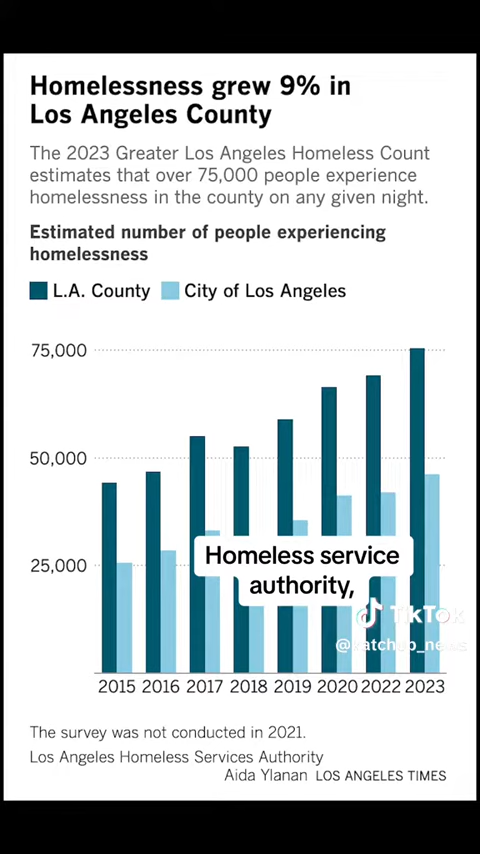 Homelessness grew 9% in
Los Angeles County
The 2023 Greater Los Angeles Homeless Count
estimates that over 75,000 people experience
homelessness in the county on any given night.
Estimated number of people experiencing
homelessness
L.A. County City of Los Angeles
75,000
50,000
25,000
Homeless service
authority,
TikTok
@katchup_news
2015 2016 2017 2018 2019 2020 2022 2023
The survey was not conducted in 2021.
Los Angeles Homeless Services Authority
Aida Ylanan LOS ANGELES TIMES